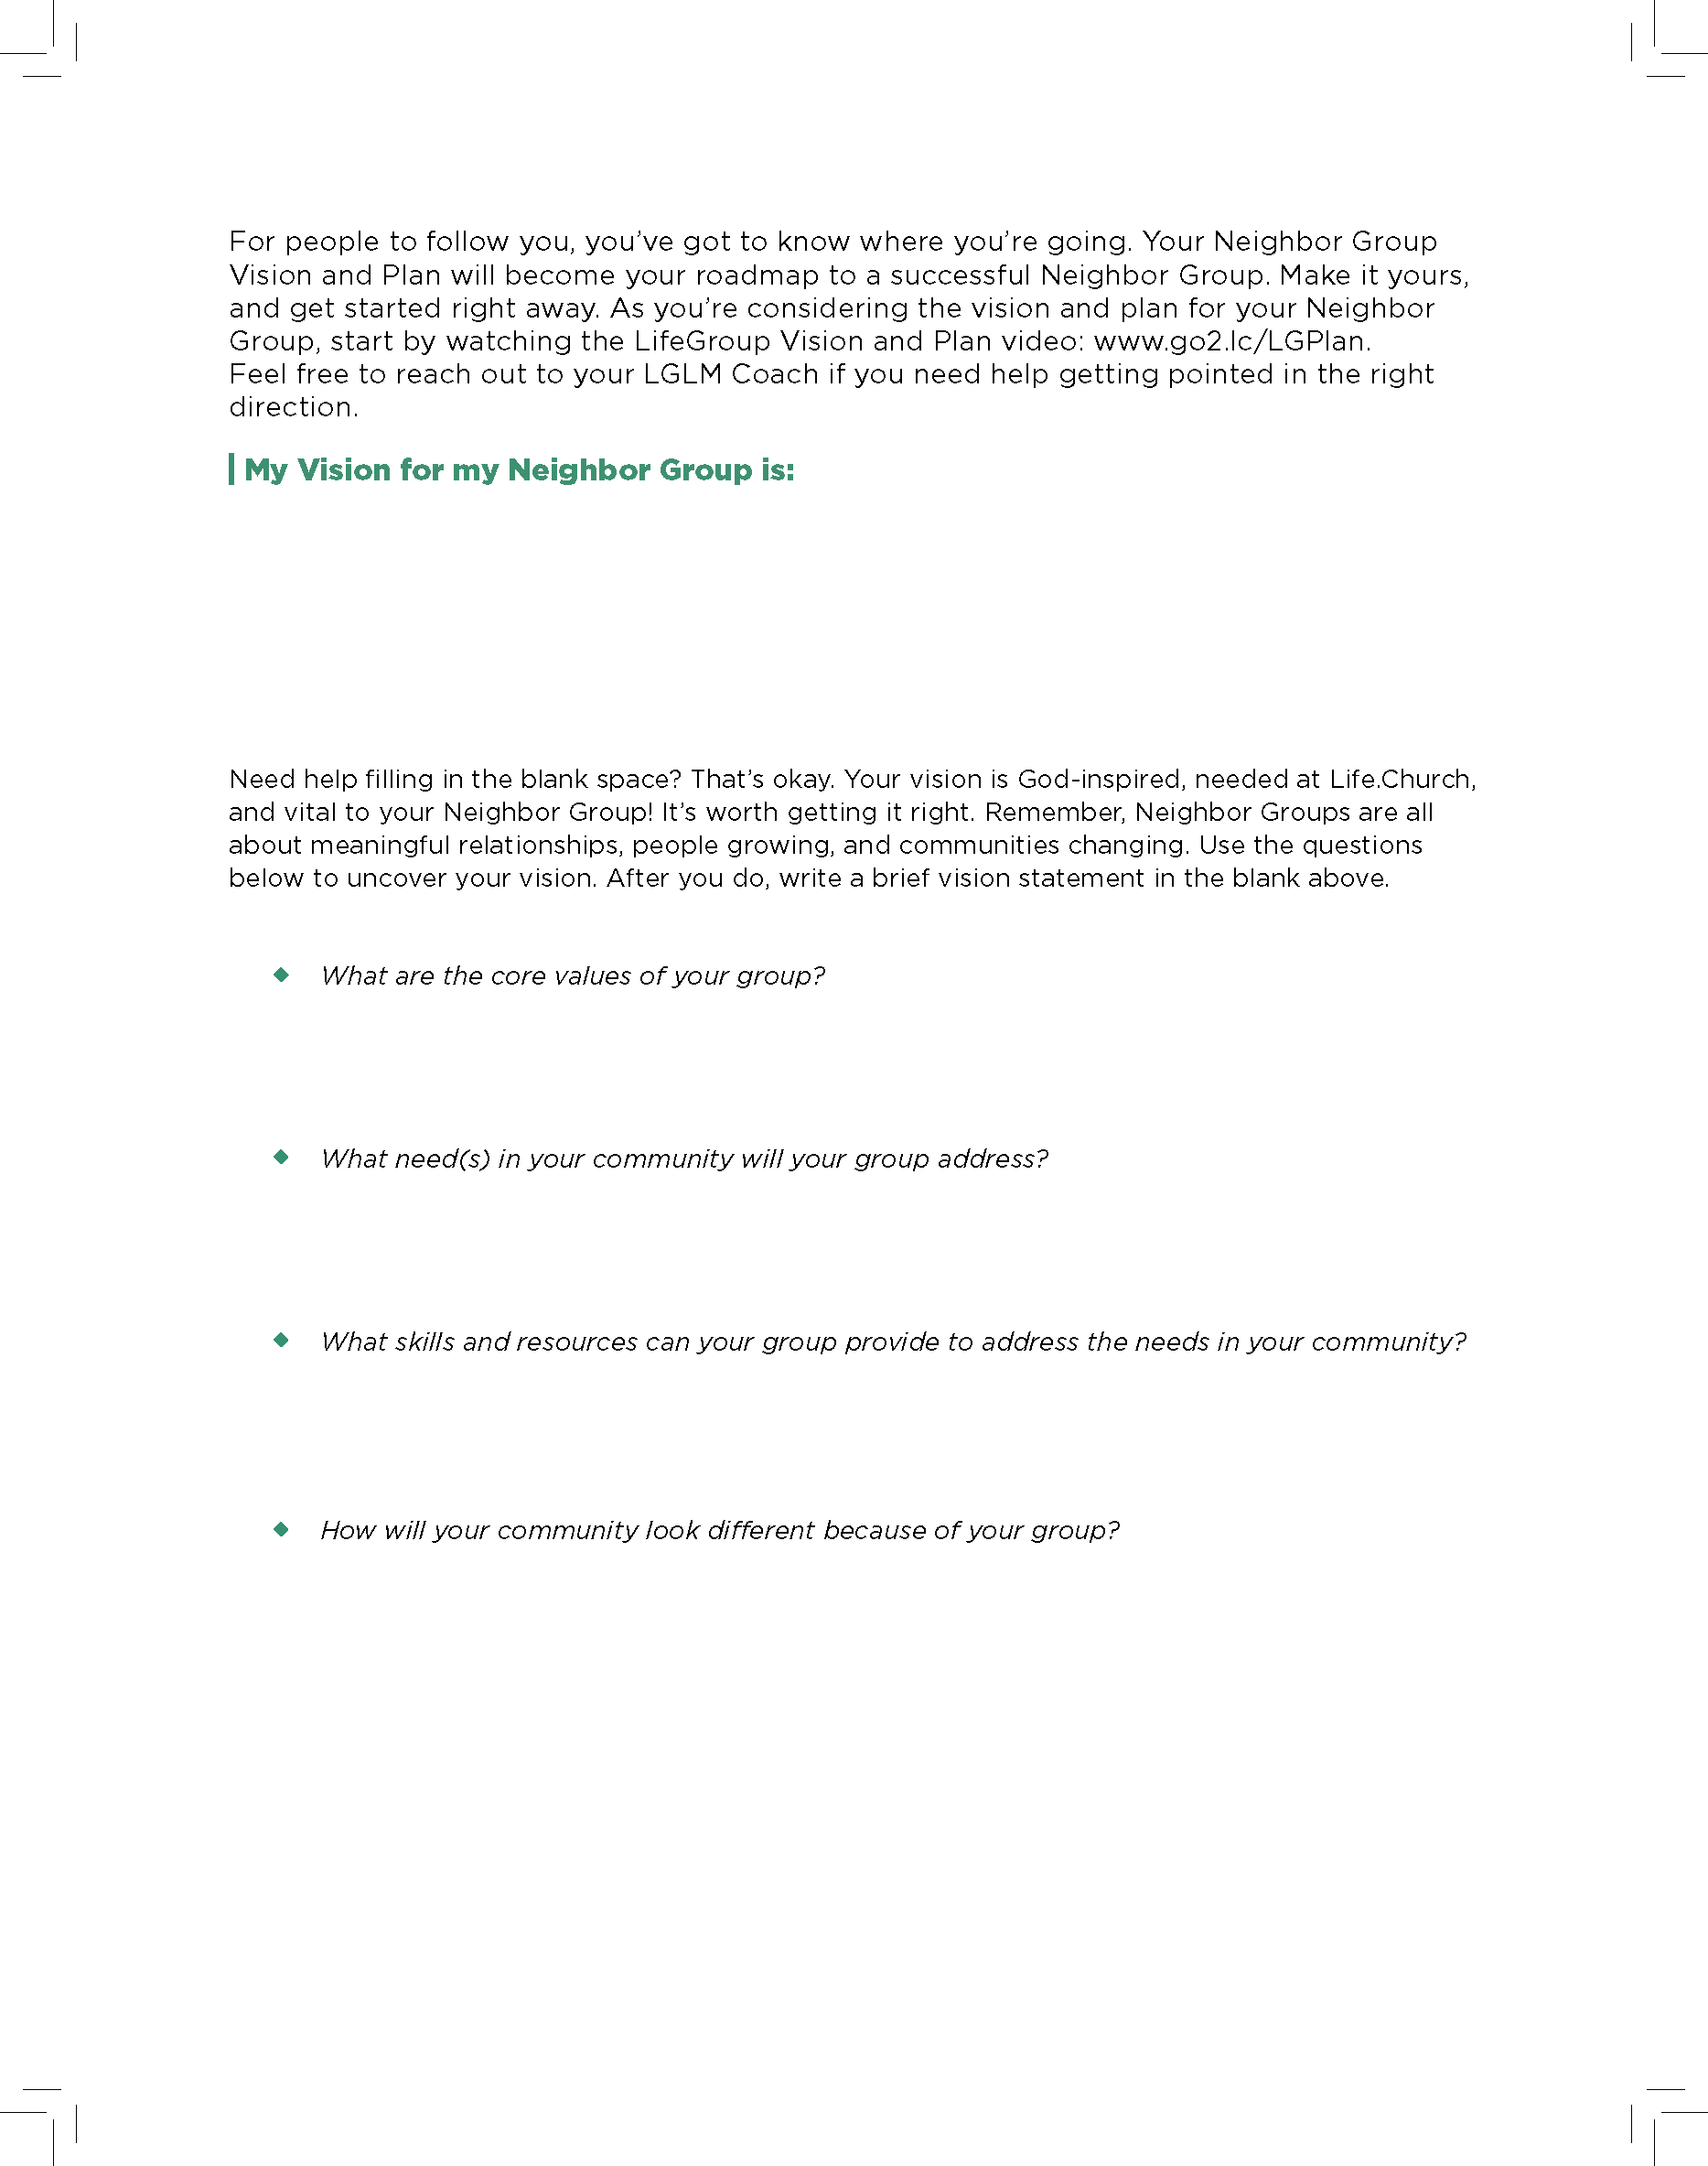 For people to follow you, you’ve got to know where you’re going. Your Neighbor Group
Vision and Plan will become your roadmap to a successful Neighbor Group. Make it yours,
and get started right away. As you’re considering the vision and plan for your Neighbor
Group, start by watching the LifeGroup Vision and Plan video: www.go2.lc/LGPlan.
Feel free to reach out to your LGLM Coach if you need help getting pointed in the right
direction.
My Vision for my Neighbor Group is:
Need help filling in the blank space? That’s okay. Your vision is God-inspired, needed at Life.Church,
and vital to your Neighbor Group! It’s worth getting it right. Remember, Neighbor Groups are all
about meaningful relationships, people growing, and communities changing. Use the questions
below to uncover your vision. After you do, write a brief vision statement in the blank above.
◆ What are the core values of your group?
◆ What need(s) in your community will your group address?
◆ What skills and resources can your group provide to address the needs in your community?
◆ How will your community look different because of your group?